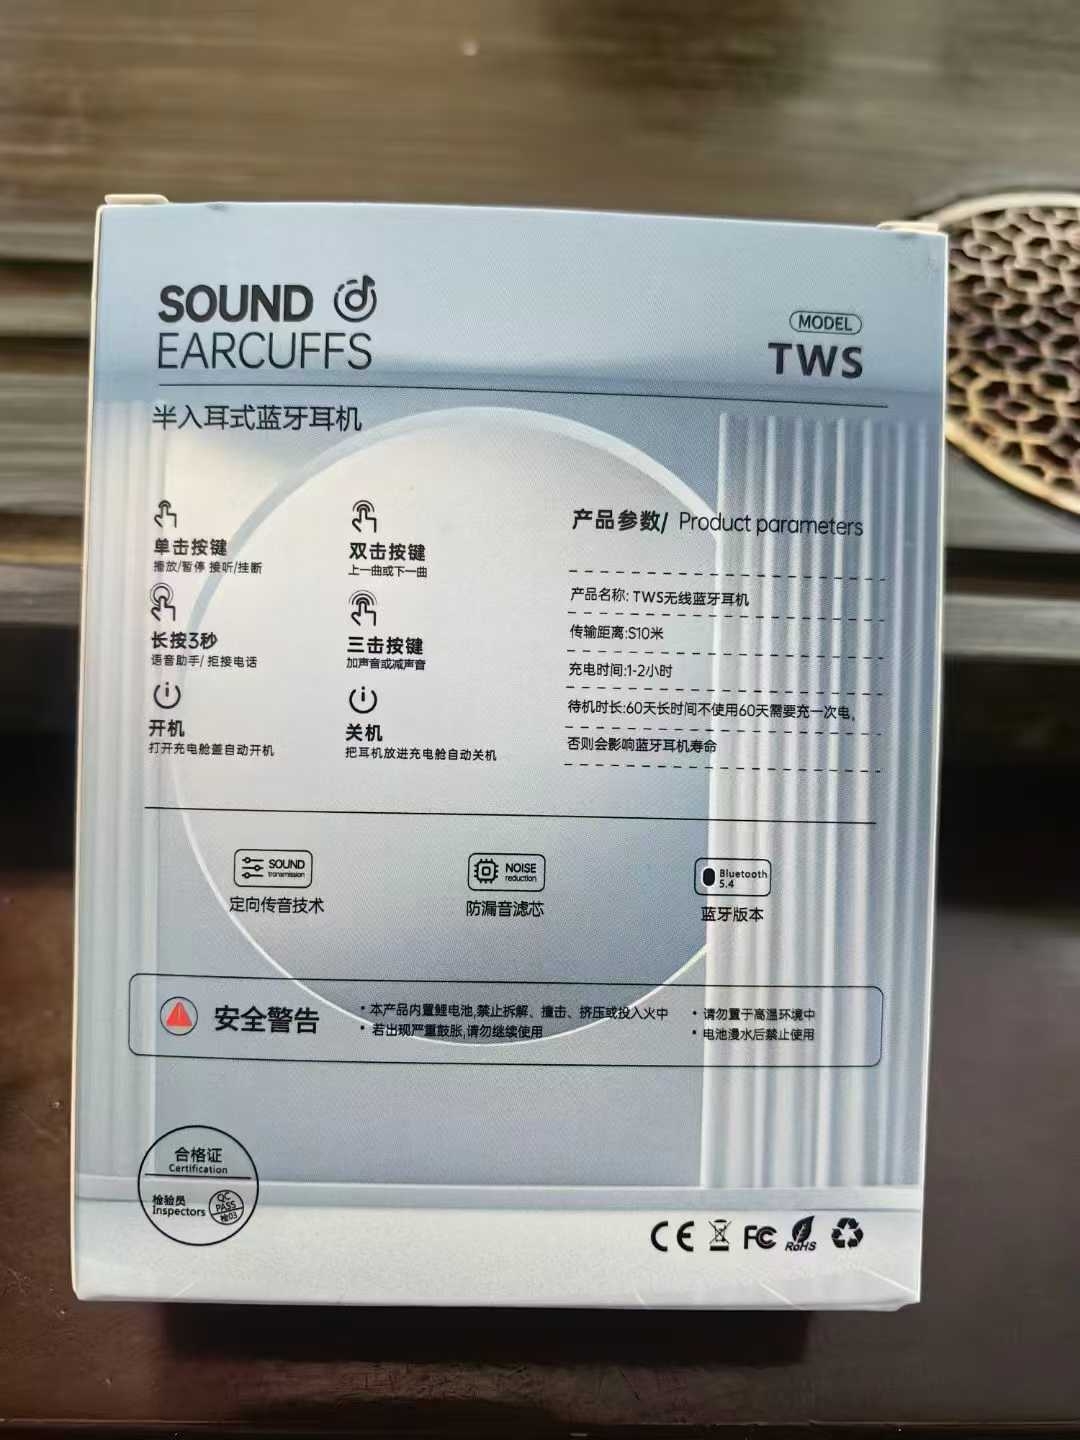 SOUND
EARCUFFS
MODEL
TWS
半入耳式蓝牙耳机
单击按键
播放/暂停 接听/挂断
双击按键
上一曲或下一曲
长按3秒
语音助手/ 拒接电话
三击按键
加声音或减声音
开机
打开充电舱盖自动开机
关机
把耳机放进充电舱自动关机
产品参数/ Product parameters
产品名称: TWS无线蓝牙耳机
传输距离:S10米
充电时间:1-2小时
待机时长:60天长时间不使用60天需要充一次电,
否则会影响蓝牙耳机寿命
SOUND
transmission
定向传音技术
NOISE
reduction
防漏音滤芯
Bluetooth
5.4
蓝牙版本
安全警告
• 本产品内置鲤电池,禁止拆解、撞击、挤压或投入火中
• 若出现严重鼓胀,请勿继续使用
• 请勿置于高温环境中
• 电池漫水后禁止使用
合格证
Certification
检验员
Inspectors
QC
PASS
检03
CE
FC
RoHS